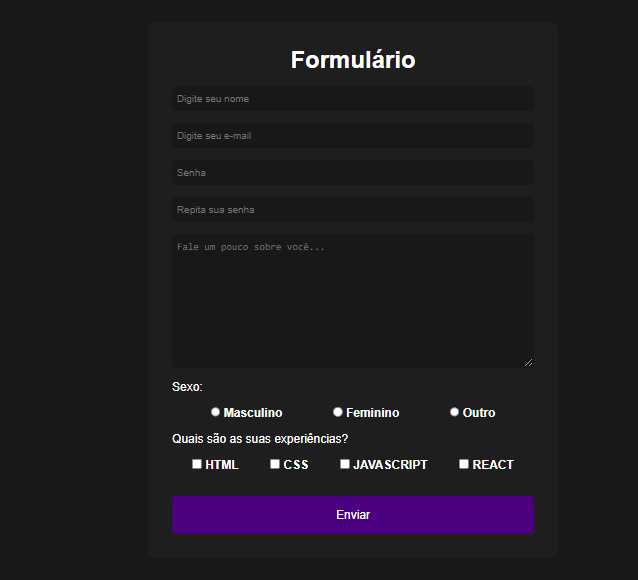 Formulário
Digite seu nome
Digite seu e-mail
Senha
Repita sua senha
Fale um pouco sobre você...
Sexo:
Masculino Feminino Outro
Quais são as suas experiências?
HTML CSS JAVASCRIPT REACT
Enviar